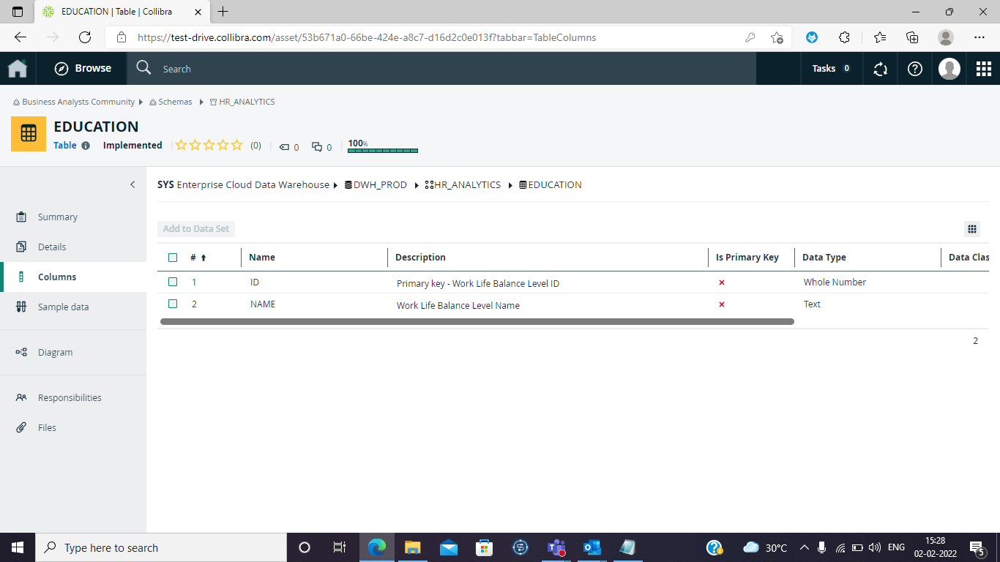 EDUCATION | Table | Collibra
https://test-drive.collibra.com/asset/53b671a0-66be-424e-a8c7-d16d2c0e013f?tabbar=TableColumns
Browse Search Tasks 0
Business Analysts Community Schemas HR_ANALYTICS
EDUCATION
Table Implemented (0) 0 0 100%
SYS Enterprise Cloud Data Warehouse DWH_PROD HR_ANALYTICS EDUCATION
Summary
Details
Columns
Sample data
Diagram
Responsibilities
Files
Add to Data Set
# Name Description Is Primary Key Data Type Data Clas
1 ID Primary key - Work Life Balance Level ID Whole Number
2 NAME Work Life Balance Level Name Text
2
Type here to search
30°C ENG
15:28
02-02-2022
5